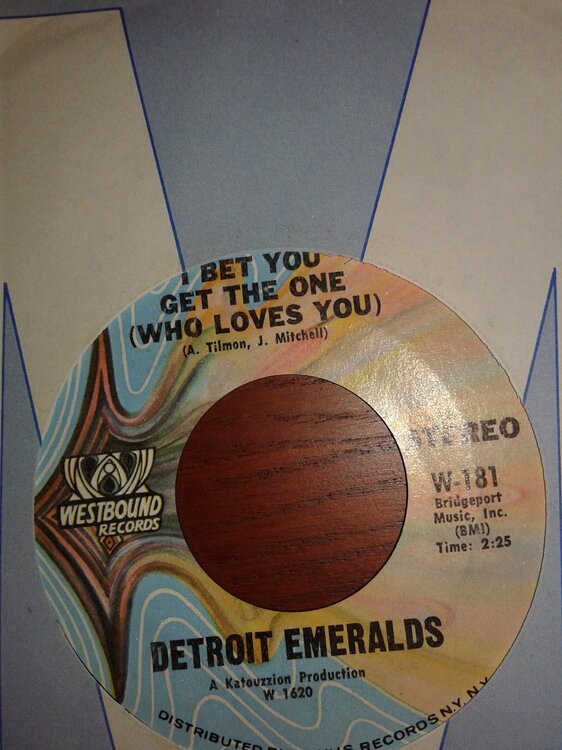 I BET YOU
GET THE ONE
(WHO LOVES YOU)
(A. Tilmon, J. Mitchell)
STEREO
W-181
Bridgeport
Music, Inc.
(BMI)
Time: 2:25
WESTBOUND
RECORDS
DETROIT EMERALDS
A Katouzzion Production
W 1620
DISTRIBUTED RECORDS N.Y. N.Y.